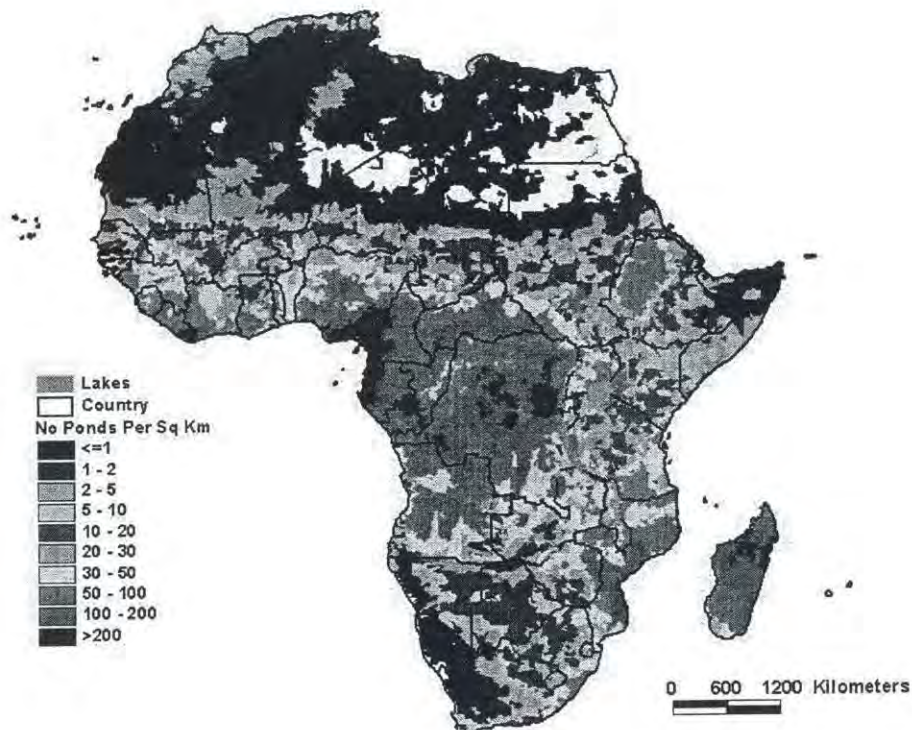 Lakes
Country
No Ponds Per Sq Km
<=1
1 - 2
2 - 5
5 - 10
10 - 20
20 - 30
30 - 50
50 - 100
100 - 200
>200
0 600 1200 Kilometers